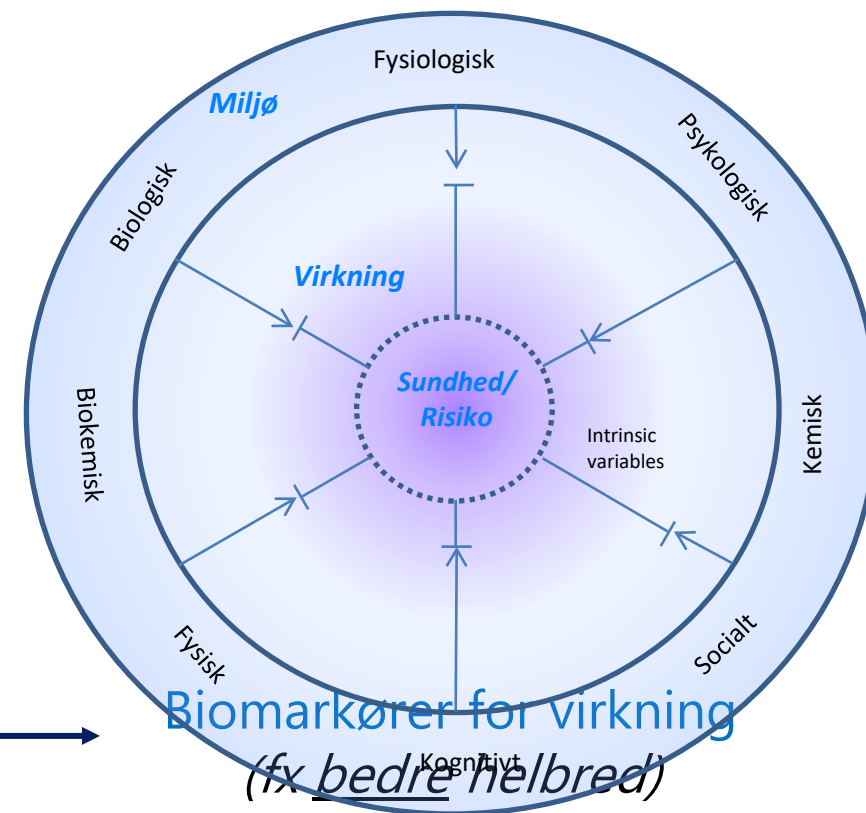 Fysiologisk
Miljø
Psykologisk
Biologisk
Virkning
Sundhed/
Risiko
Biokemisk
Kemisk
Intrinsic
variables
Fysisk
Socialt
Biomarkører for virkning
Kognitivt
(fx bedre helbred)